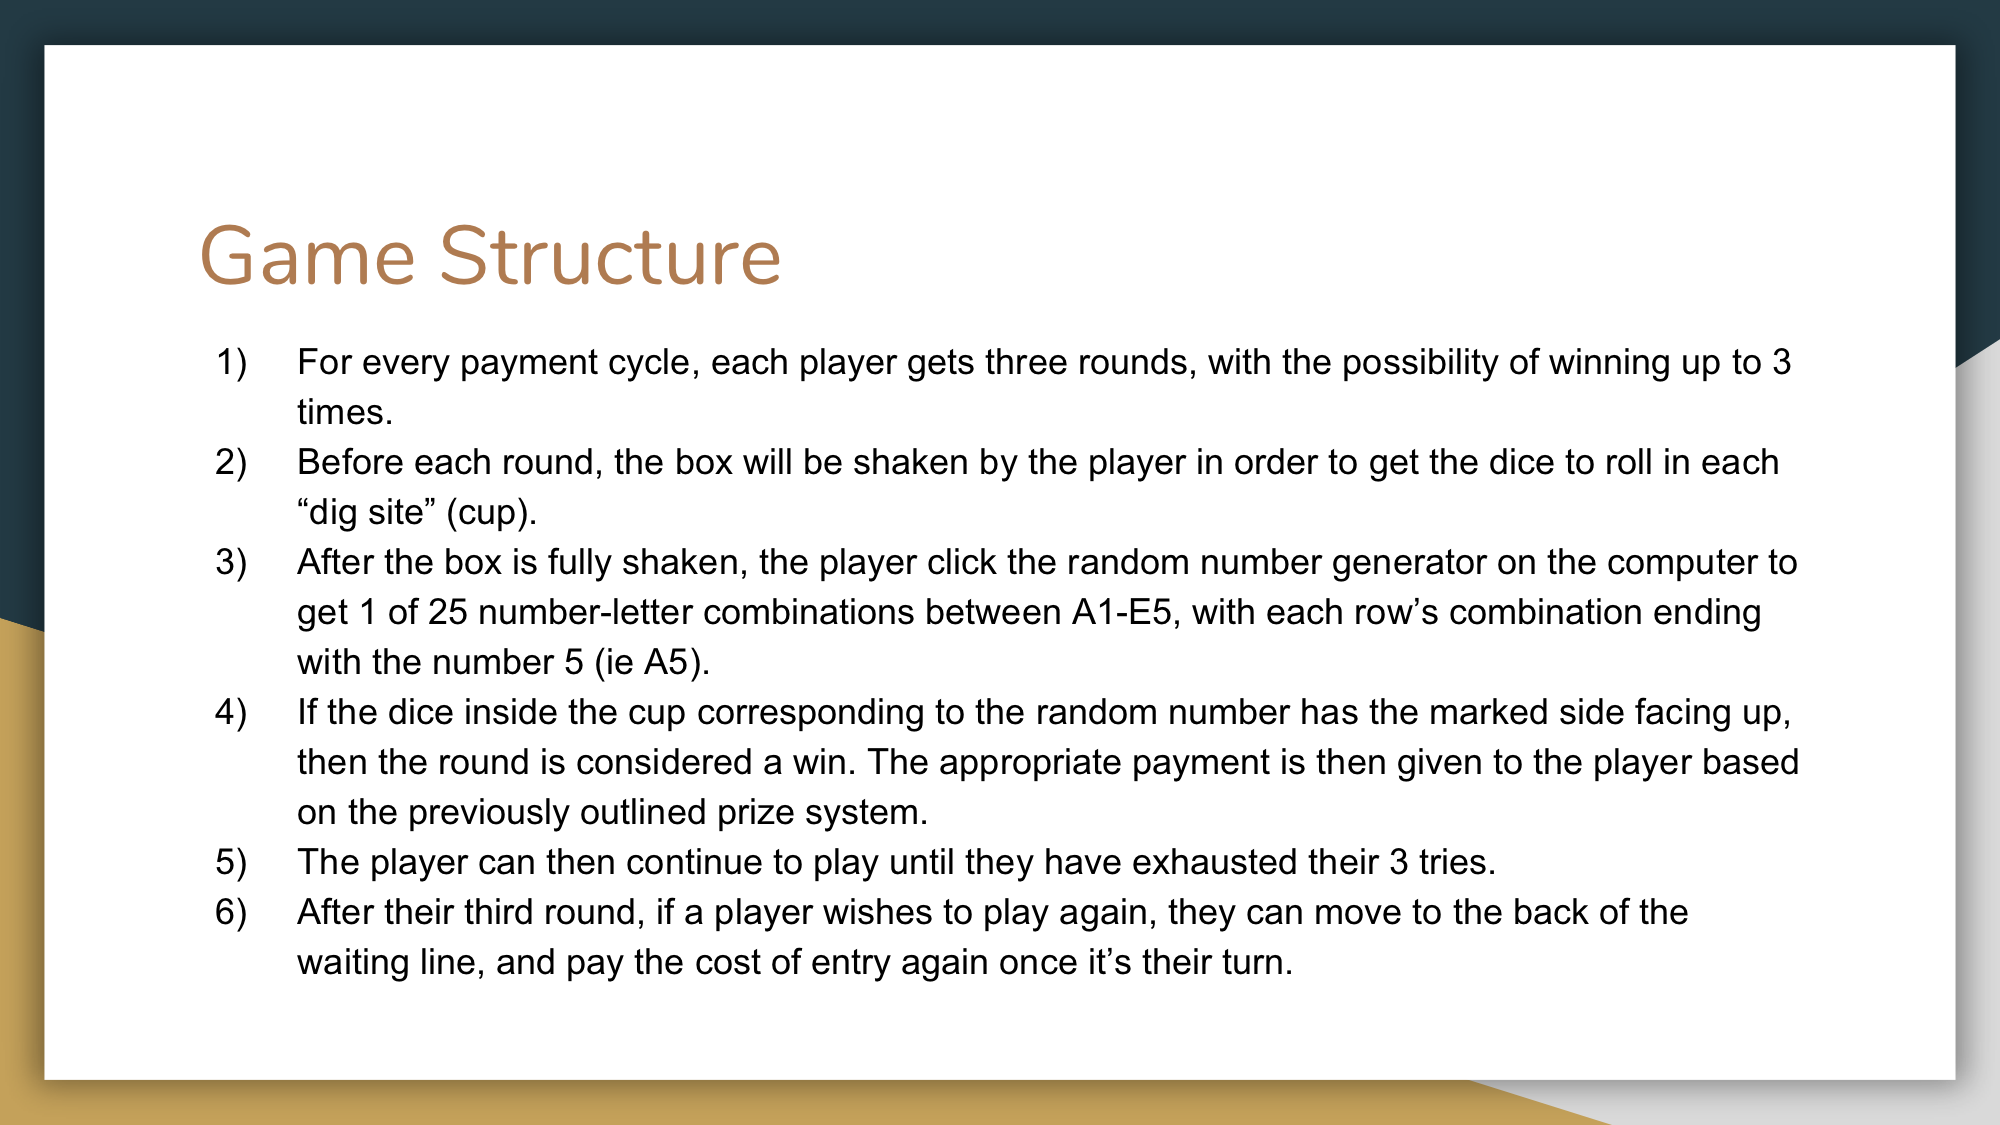 Game Structure
1) For every payment cycle, each player gets three rounds, with the possibility of winning up to 3
times.
2) Before each round, the box will be shaken by the player in order to get the dice to roll in each
“dig site” (cup).
3) After the box is fully shaken, the player click the random number generator on the computer to
get 1 of 25 number-letter combinations between A1-E5, with each row’s combination ending
with the number 5 (ie A5).
4) If the dice inside the cup corresponding to the random number has the marked side facing up,
then the round is considered a win. The appropriate payment is then given to the player based
on the previously outlined prize system.
5) The player can then continue to play until they have exhausted their 3 tries.
6) After their third round, if a player wishes to play again, they can move to the back of the
waiting line, and pay the cost of entry again once it’s their turn.